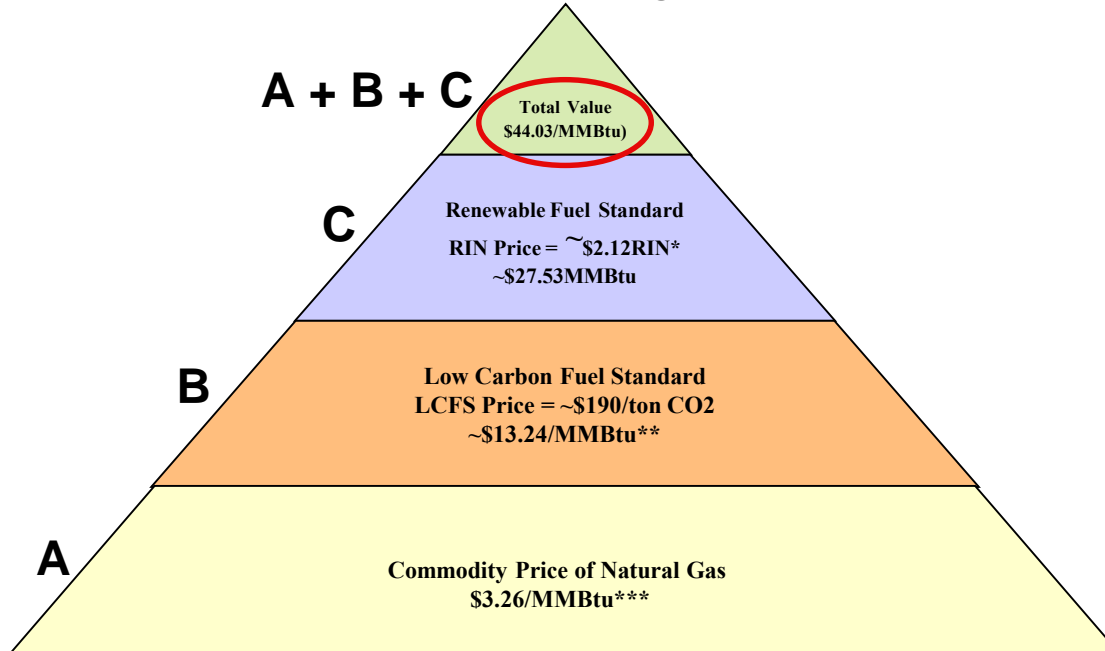 A + B + C
Total Value
$44.03/MMBtu)
C
Renewable Fuel Standard
RIN Price = ~$2.12RIN*
~$27.53MMBtu
B
Low Carbon Fuel Standard
LCFS Price = ~$190/ton CO2
~$13.24/MMBtu**
A
Commodity Price of Natural Gas
$3.26/MMBtu***